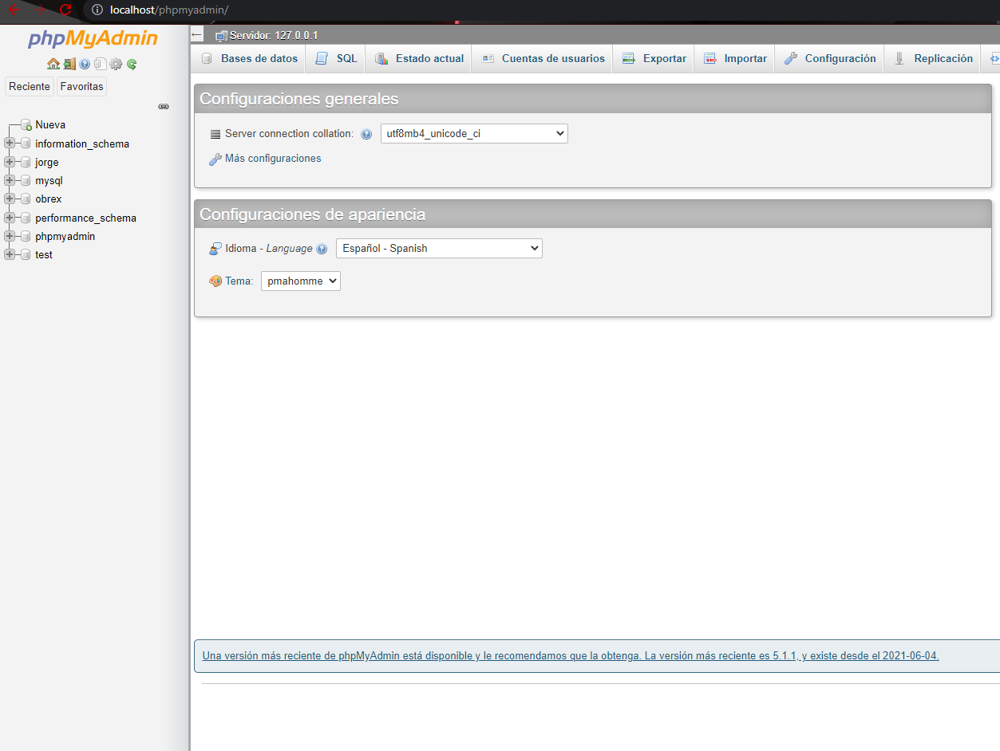 localhost/phpmyadmin/
phpMyAdmin
Reciente Favoritas
Nueva
information_schema
jorge
mysql
obrex
performance_schema
phpmyadmin
test
Servidor: 127.0.0.1
Bases de datos SQL Estado actual Cuentas de usuarios Exportar Importar Configuración Replicación
Configuraciones generales
Server connection collation: utf8mb4_unicode_ci
Más configuraciones
Configuraciones de apariencia
Idioma - Language Español - Spanish
Tema: pmahomme
Una versión más reciente de phpMyAdmin está disponible y le recomendamos que la obtenga. La versión más reciente es 5.1.1, y existe desde el 2021-06-04.